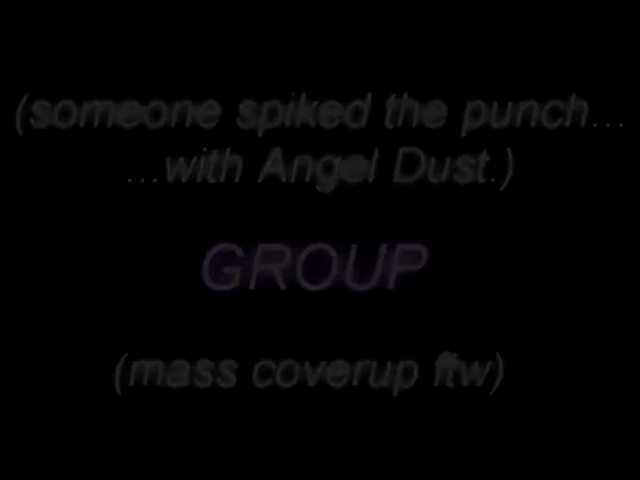 (someone spiked the punch...
...with Angel Dust.)
GROUP
(mass coverup ftw)